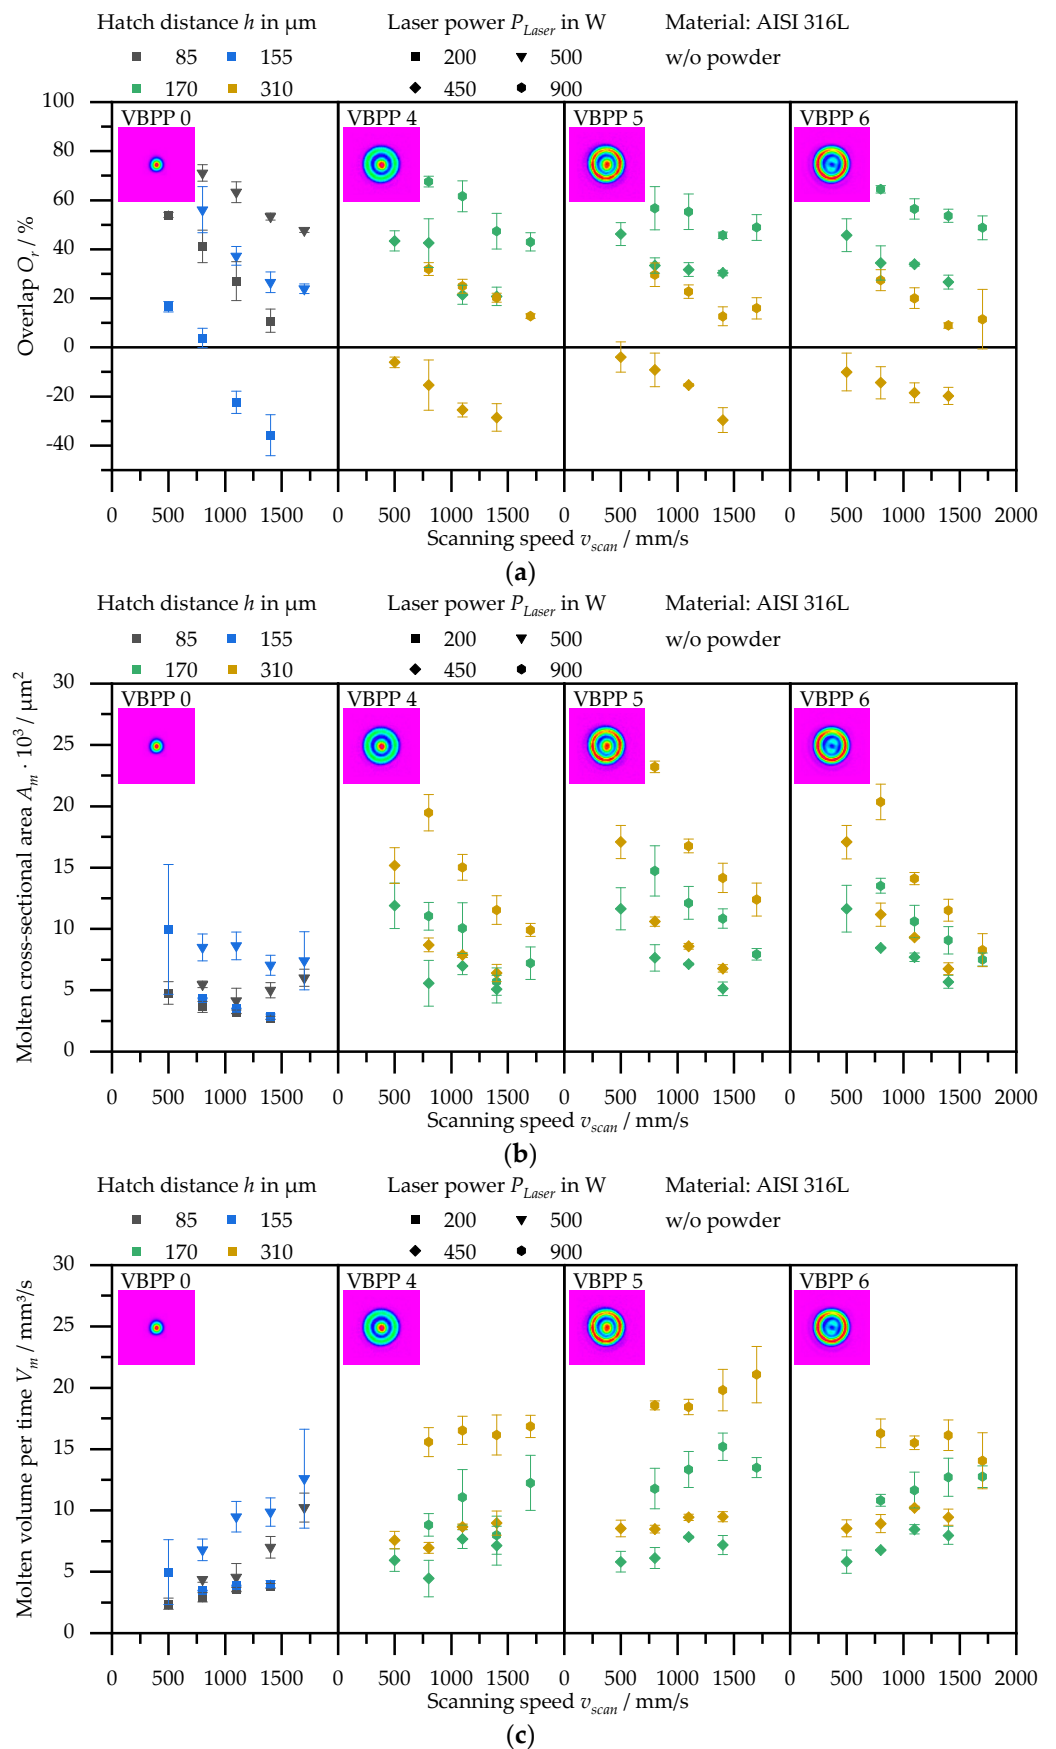 Hatch distance h in µm Laser power P_Laser in W Material: AISI 316L
85 155 200 500 w/o powder
170 310 450 900
100 VBPP 0 VBPP 4 VBPP 5 VBPP 6
80
60
40
20
0
-20
-40
Overlap O_r / %
0 500 1000 1500 0 500 1000 1500 0 500 1000 1500 0 500 1000 1500 2000
Scanning speed v_scan / mm/s
(a)
Hatch distance h in µm Laser power P_Laser in W Material: AISI 316L
85 155 200 500 w/o powder
170 310 450 900
30 VBPP 0 VBPP 4 VBPP 5 VBPP 6
25
20
15
10
5
0
Molten cross-sectional area A_m · 10³ / µm²
0 500 1000 1500 0 500 1000 1500 0 500 1000 1500 0 500 1000 1500 2000
Scanning speed v_scan / mm/s
(b)
Hatch distance h in µm Laser power P_Laser in W Material: AISI 316L
85 155 200 500 w/o powder
170 310 450 900
30 VBPP 0 VBPP 4 VBPP 5 VBPP 6
25
20
15
10
5
0
Molten volume per time V_m / mm³/s
0 500 1000 1500 0 500 1000 1500 0 500 1000 1500 0 500 1000 1500 2000
Scanning speed v_scan / mm/s
(c)